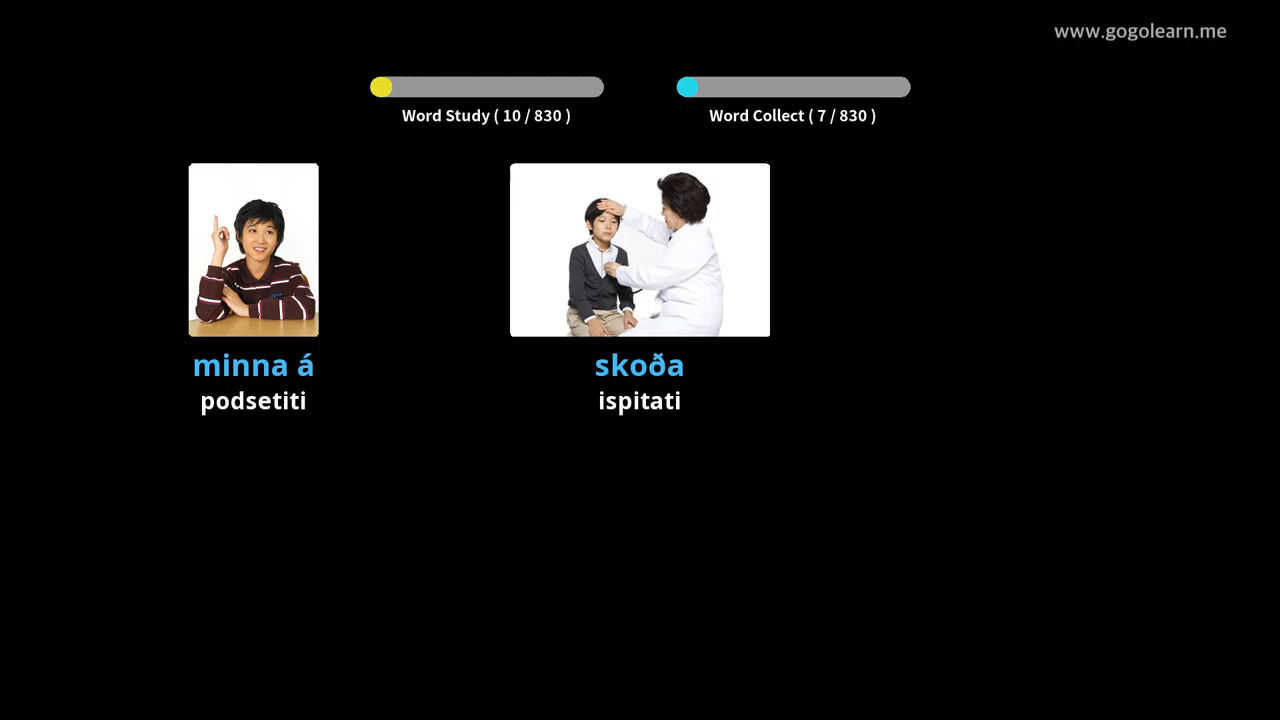 www.gogolearn.me
Word Study ( 10 / 830 )
Word Collect ( 7 / 830 )
minna á
podsetiti
skoða
ispitati